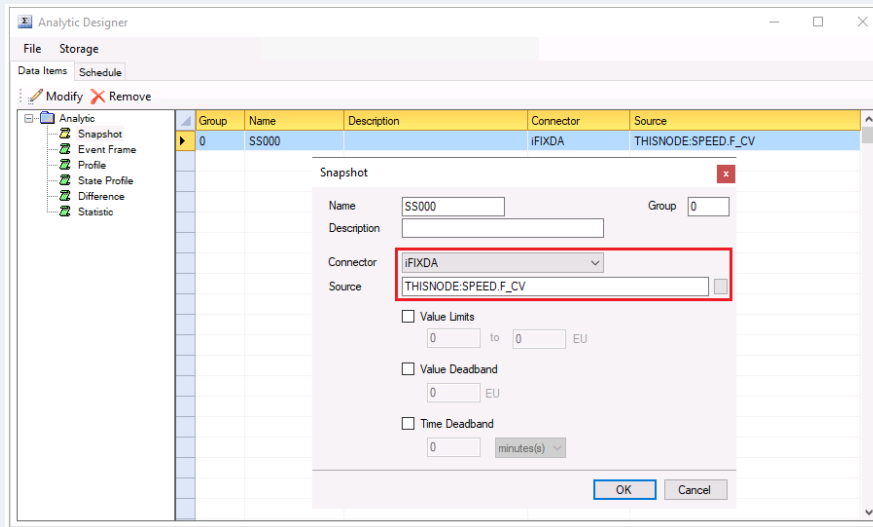 Analytic Designer
File Storage
Data Items Schedule
Modify Remove
Analytic
Snapshot
Event Frame
Profile
State Profile
Difference
Statistic
Group Name Description Connector Source
0 SS000 iFIXDA THISNODE:SPEED.F_CV
Snapshot x
Name SS000 Group 0
Description
Connector iFIXDA
Source THISNODE:SPEED.F_CV
Value Limits
0 to 0 EU
Value Deadband
0 EU
Time Deadband
0 minutes(s)
OK Cancel